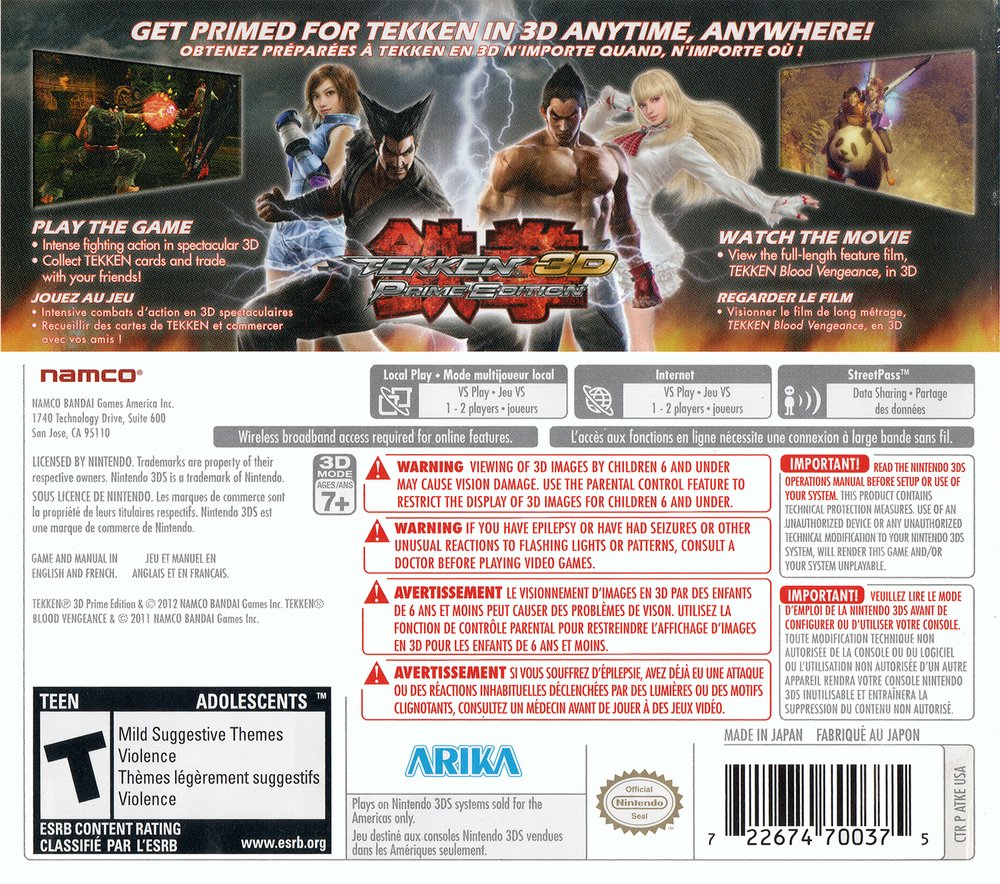 GET PRIMED FOR TEKKEN IN 3D ANYTIME, ANYWHERE!
OBTENEZ PRÉPARÉES À TEKKEN EN 3D N'IMPORTE QUAND, N'IMPORTE OÙ !
PLAY THE GAME
• Intense fighting action in spectacular 3D
• Collect TEKKEN cards and trade
with your friends!
JOUEZ AU JEU
• Intensive combats d'action en 3D spectaculaires
• Recueillir des cartes de TEKKEN et commercer
avec vos amis !
鉄拳
TEKKEN 3D
PRIME EDITION
WATCH THE MOVIE
• View the full-length feature film,
TEKKEN Blood Vengeance, in 3D
REGARDER LE FILM
• Visionner le film de long métrage,
TEKKEN Blood Vengeance, en 3D
namco®
NAMCO BANDAI Games America Inc.
1740 Technology Drive, Suite 600
San Jose, CA 95110
Local Play • Mode multijoueur local
VS Play • Jeu VS
1 - 2 players • joueurs
Internet
VS Play • Jeu VS
1 - 2 players • joueurs
StreetPass™
Data Sharing • Partage
des données
Wireless broadband access required for online features.
L'accès aux fonctions en ligne nécessite une connexion à large bande sans fil.
LICENSED BY NINTENDO. Trademarks are property of their
respective owners. Nintendo 3DS is a trademark of Nintendo.
SOUS LICENCE DE NINTENDO. Les marques de commerce sont
la propriété de leurs titulaires respectifs. Nintendo 3DS est
une marque de commerce de Nintendo.
GAME AND MANUAL IN
ENGLISH AND FRENCH.
JEU ET MANUEL EN
ANGLAIS ET EN FRANÇAIS.
TEKKEN® 3D Prime Edition & © 2012 NAMCO BANDAI Games Inc. TEKKEN®
BLOOD VENGEANCE & © 2011 NAMCO BANDAI Games Inc.
3D
MODE
AGES/ANS
7+
WARNING VIEWING OF 3D IMAGES BY CHILDREN 6 AND UNDER
MAY CAUSE VISION DAMAGE. USE THE PARENTAL CONTROL FEATURE TO
RESTRICT THE DISPLAY OF 3D IMAGES FOR CHILDREN 6 AND UNDER.
WARNING IF YOU HAVE EPILEPSY OR HAVE HAD SEIZURES OR OTHER
UNUSUAL REACTIONS TO FLASHING LIGHTS OR PATTERNS, CONSULT A
DOCTOR BEFORE PLAYING VIDEO GAMES.
AVERTISSEMENT LE VISIONNEMENT D'IMAGES EN 3D PAR DES ENFANTS
DE 6 ANS ET MOINS PEUT CAUSER DES PROBLÈMES DE VISON. UTILISEZ LA
FONCTION DE CONTRÔLE PARENTAL POUR RESTREINDRE L'AFFICHAGE D'IMAGES
EN 3D POUR LES ENFANTS DE 6 ANS ET MOINS.
AVERTISSEMENT SI VOUS SOUFFREZ D'ÉPILEPSIE, AVEZ DÉJÀ EU UNE ATTAQUE
OU DES RÉACTIONS INHABITUELLES DÉCLENCHÉES PAR DES LUMIÈRES OU DES MOTIFS
CLIGNOTANTS, CONSULTEZ UN MÉDECIN AVANT DE JOUER À DES JEUX VIDÉO.
IMPORTANT! READ THE NINTENDO 3DS
OPERATIONS MANUAL BEFORE SETUP OR USE OF
YOUR SYSTEM. THIS PRODUCT CONTAINS
TECHNICAL PROTECTION MEASURES. USE OF AN
UNAUTHORIZED DEVICE OR ANY UNAUTHORIZED
TECHNICAL MODIFICATION TO YOUR NINTENDO 3DS
SYSTEM, WILL RENDER THIS GAME AND/OR
YOUR SYSTEM UNPLAYABLE.
IMPORTANT! VEUILLEZ LIRE LE MODE
D'EMPLOI DE LA NINTENDO 3DS AVANT DE
CONFIGURER OU D'UTILISER VOTRE CONSOLE.
TOUTE MODIFICATION TECHNIQUE NON
AUTORISÉE DE LA CONSOLE OU DU LOGICIEL
OU L'UTILISATION NON AUTORISÉE D'UN AUTRE
APPAREIL RENDRA VOTRE CONSOLE NINTENDO
3DS INUTILISABLE ET ENTRAÎNERA LA
SUPPRESSION DU CONTENU NON AUTORISÉ.
TEEN ADOLESCENTS ™
T
Mild Suggestive Themes
Violence
Thèmes légèrement suggestifs
Violence
ESRB CONTENT RATING
CLASSIFIÉ PAR L'ESRB
www.esrb.org
ARIKA
Plays on Nintendo 3DS systems sold for the
Americas only.
Jeu destiné aux consoles Nintendo 3DS vendues
dans les Amériques seulement.
Official
Nintendo
Seal
MADE IN JAPAN FABRIQUÉ AU JAPON
7 22674 70037 5
CTR P ATKE USA